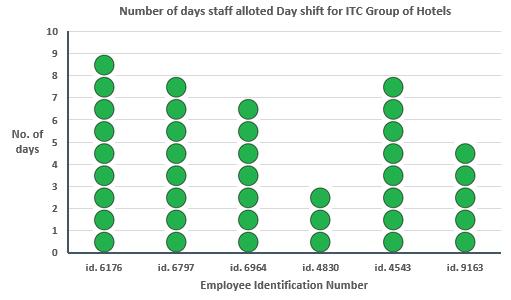 Number of days staff alloted Day shift for ITC Group of Hotels
10
9
8
7
6
5
4
3
2
1
0
No. of
days
id. 6176
id. 6797
id. 6964
id. 4830
id. 4543
id. 9163
Employee Identification Number